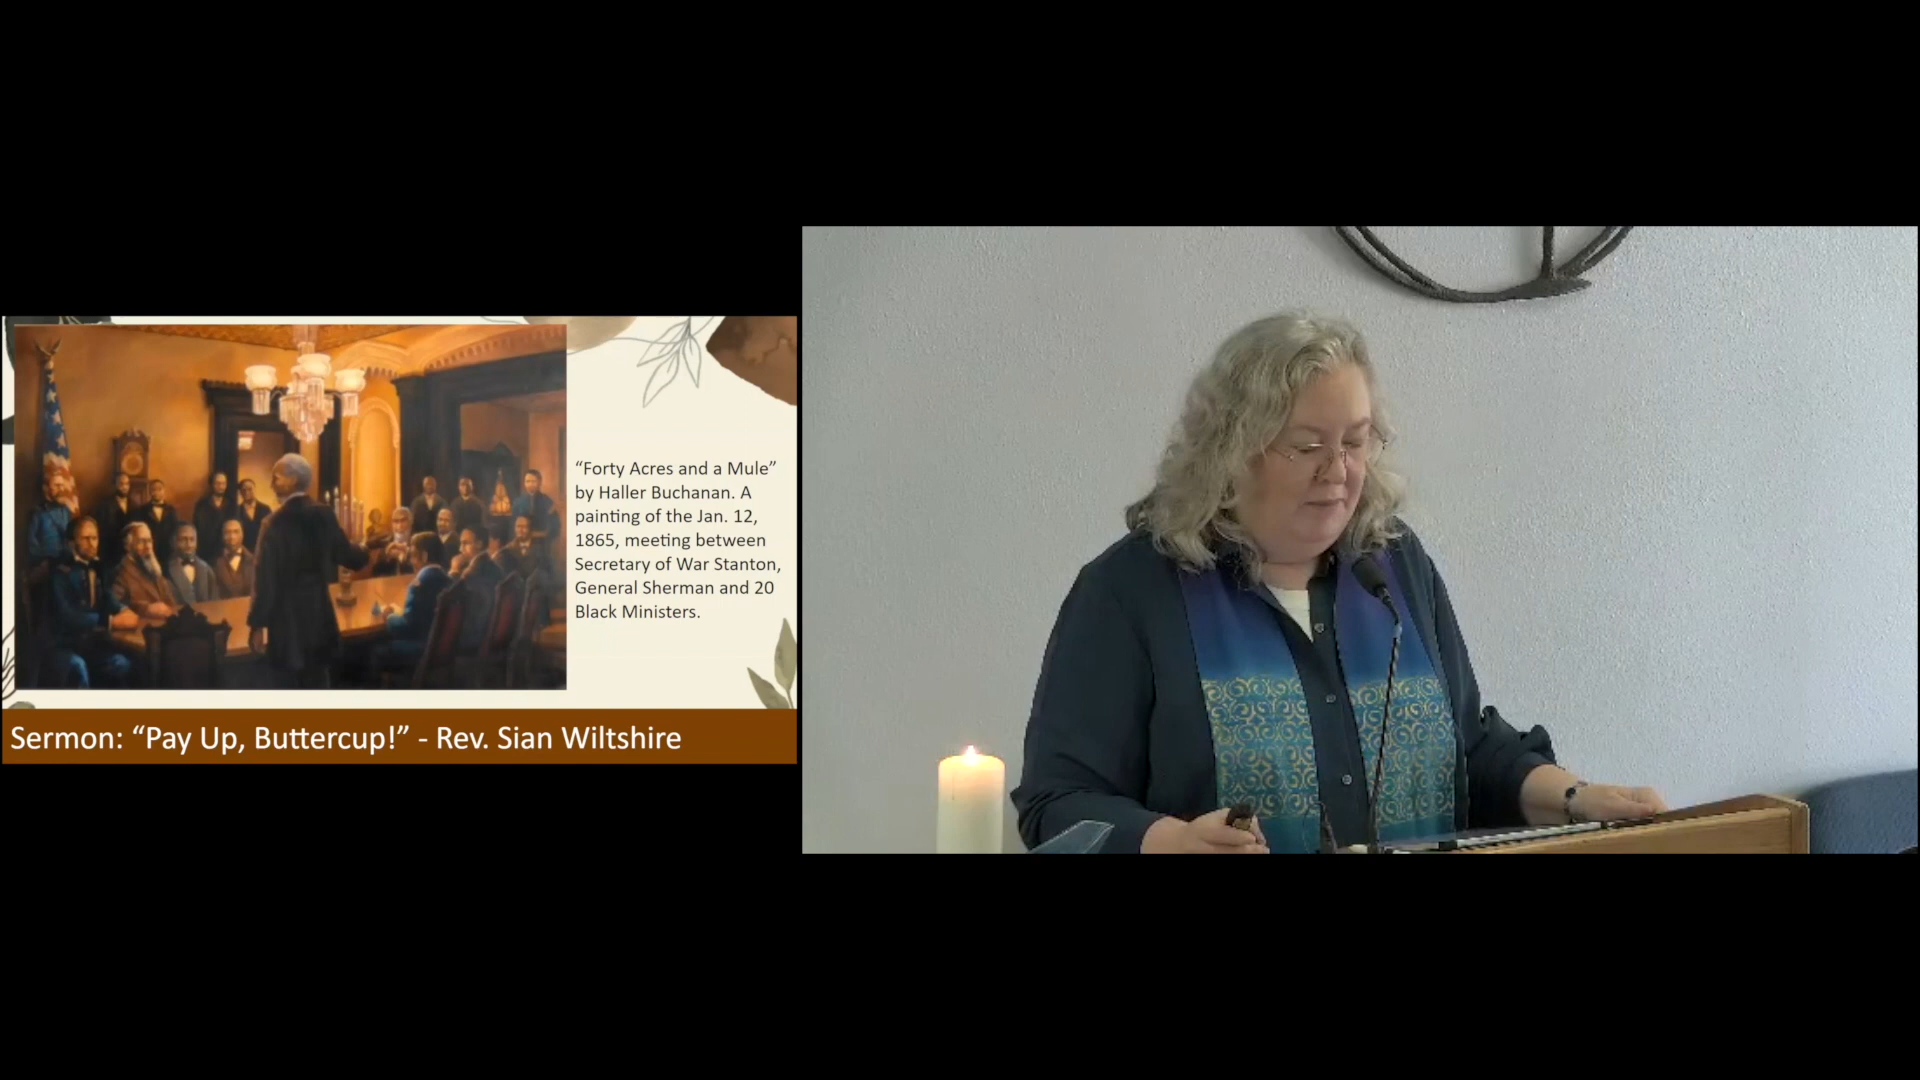 “Forty Acres and a Mule”
by Haller Buchanan. A
painting of the Jan. 12,
1865, meeting between
Secretary of War Stanton,
General Sherman and 20
Black Ministers.
Sermon: “Pay Up, Buttercup!” - Rev. Sian Wiltshire